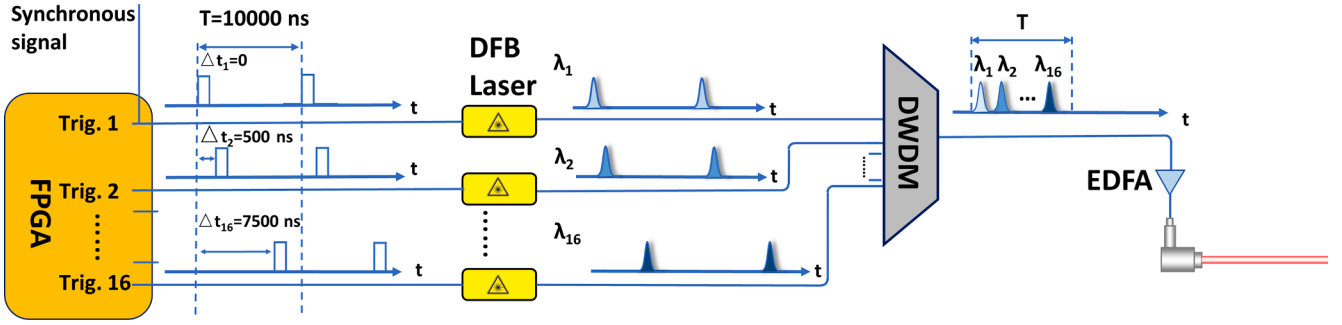 Synchronous
signal
T=10000 ns
△t₁=0
t
DFB
Laser
λ₁
t
T
λ₁ λ₂ ... λ₁₆
t
Trig. 1
△t₂=500 ns
t
λ₂
t
DWDM
EDFA
FPGA
Trig. 2
......
△t₁₆=7500 ns
t
......
λ₁₆
t
Trig. 16